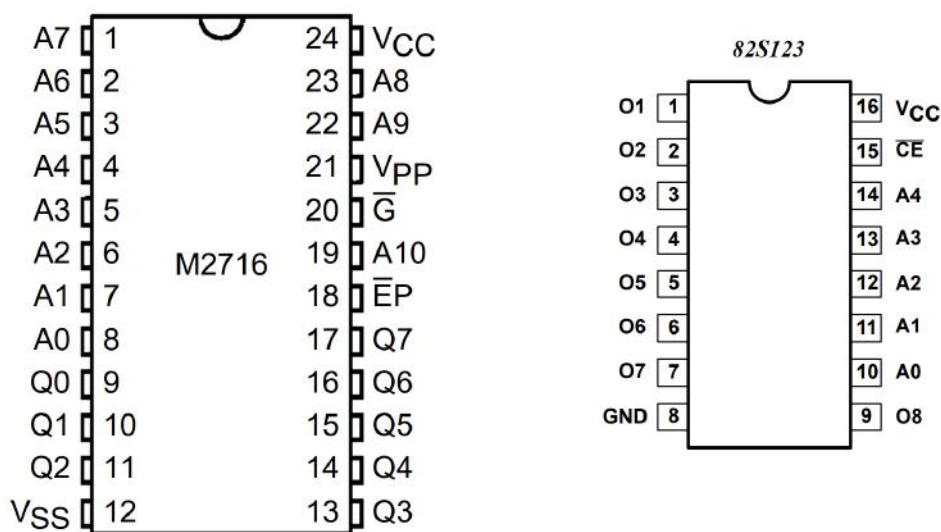 A7 1 24 VCC
A6 2 23 A8
A5 3 22 A9
A4 4 21 VPP
A3 5 20 G̅
A2 6 M2716 19 A10
A1 7 18 E̅P
A0 8 17 Q7
Q0 9 16 Q6
Q1 10 15 Q5
Q2 11 14 Q4
VSS 12 13 Q3
82S123
O1 1 16 VCC
O2 2 15 C̅E̅
O3 3 14 A4
O4 4 13 A3
O5 5 12 A2
O6 6 11 A1
O7 7 10 A0
GND 8 9 O8